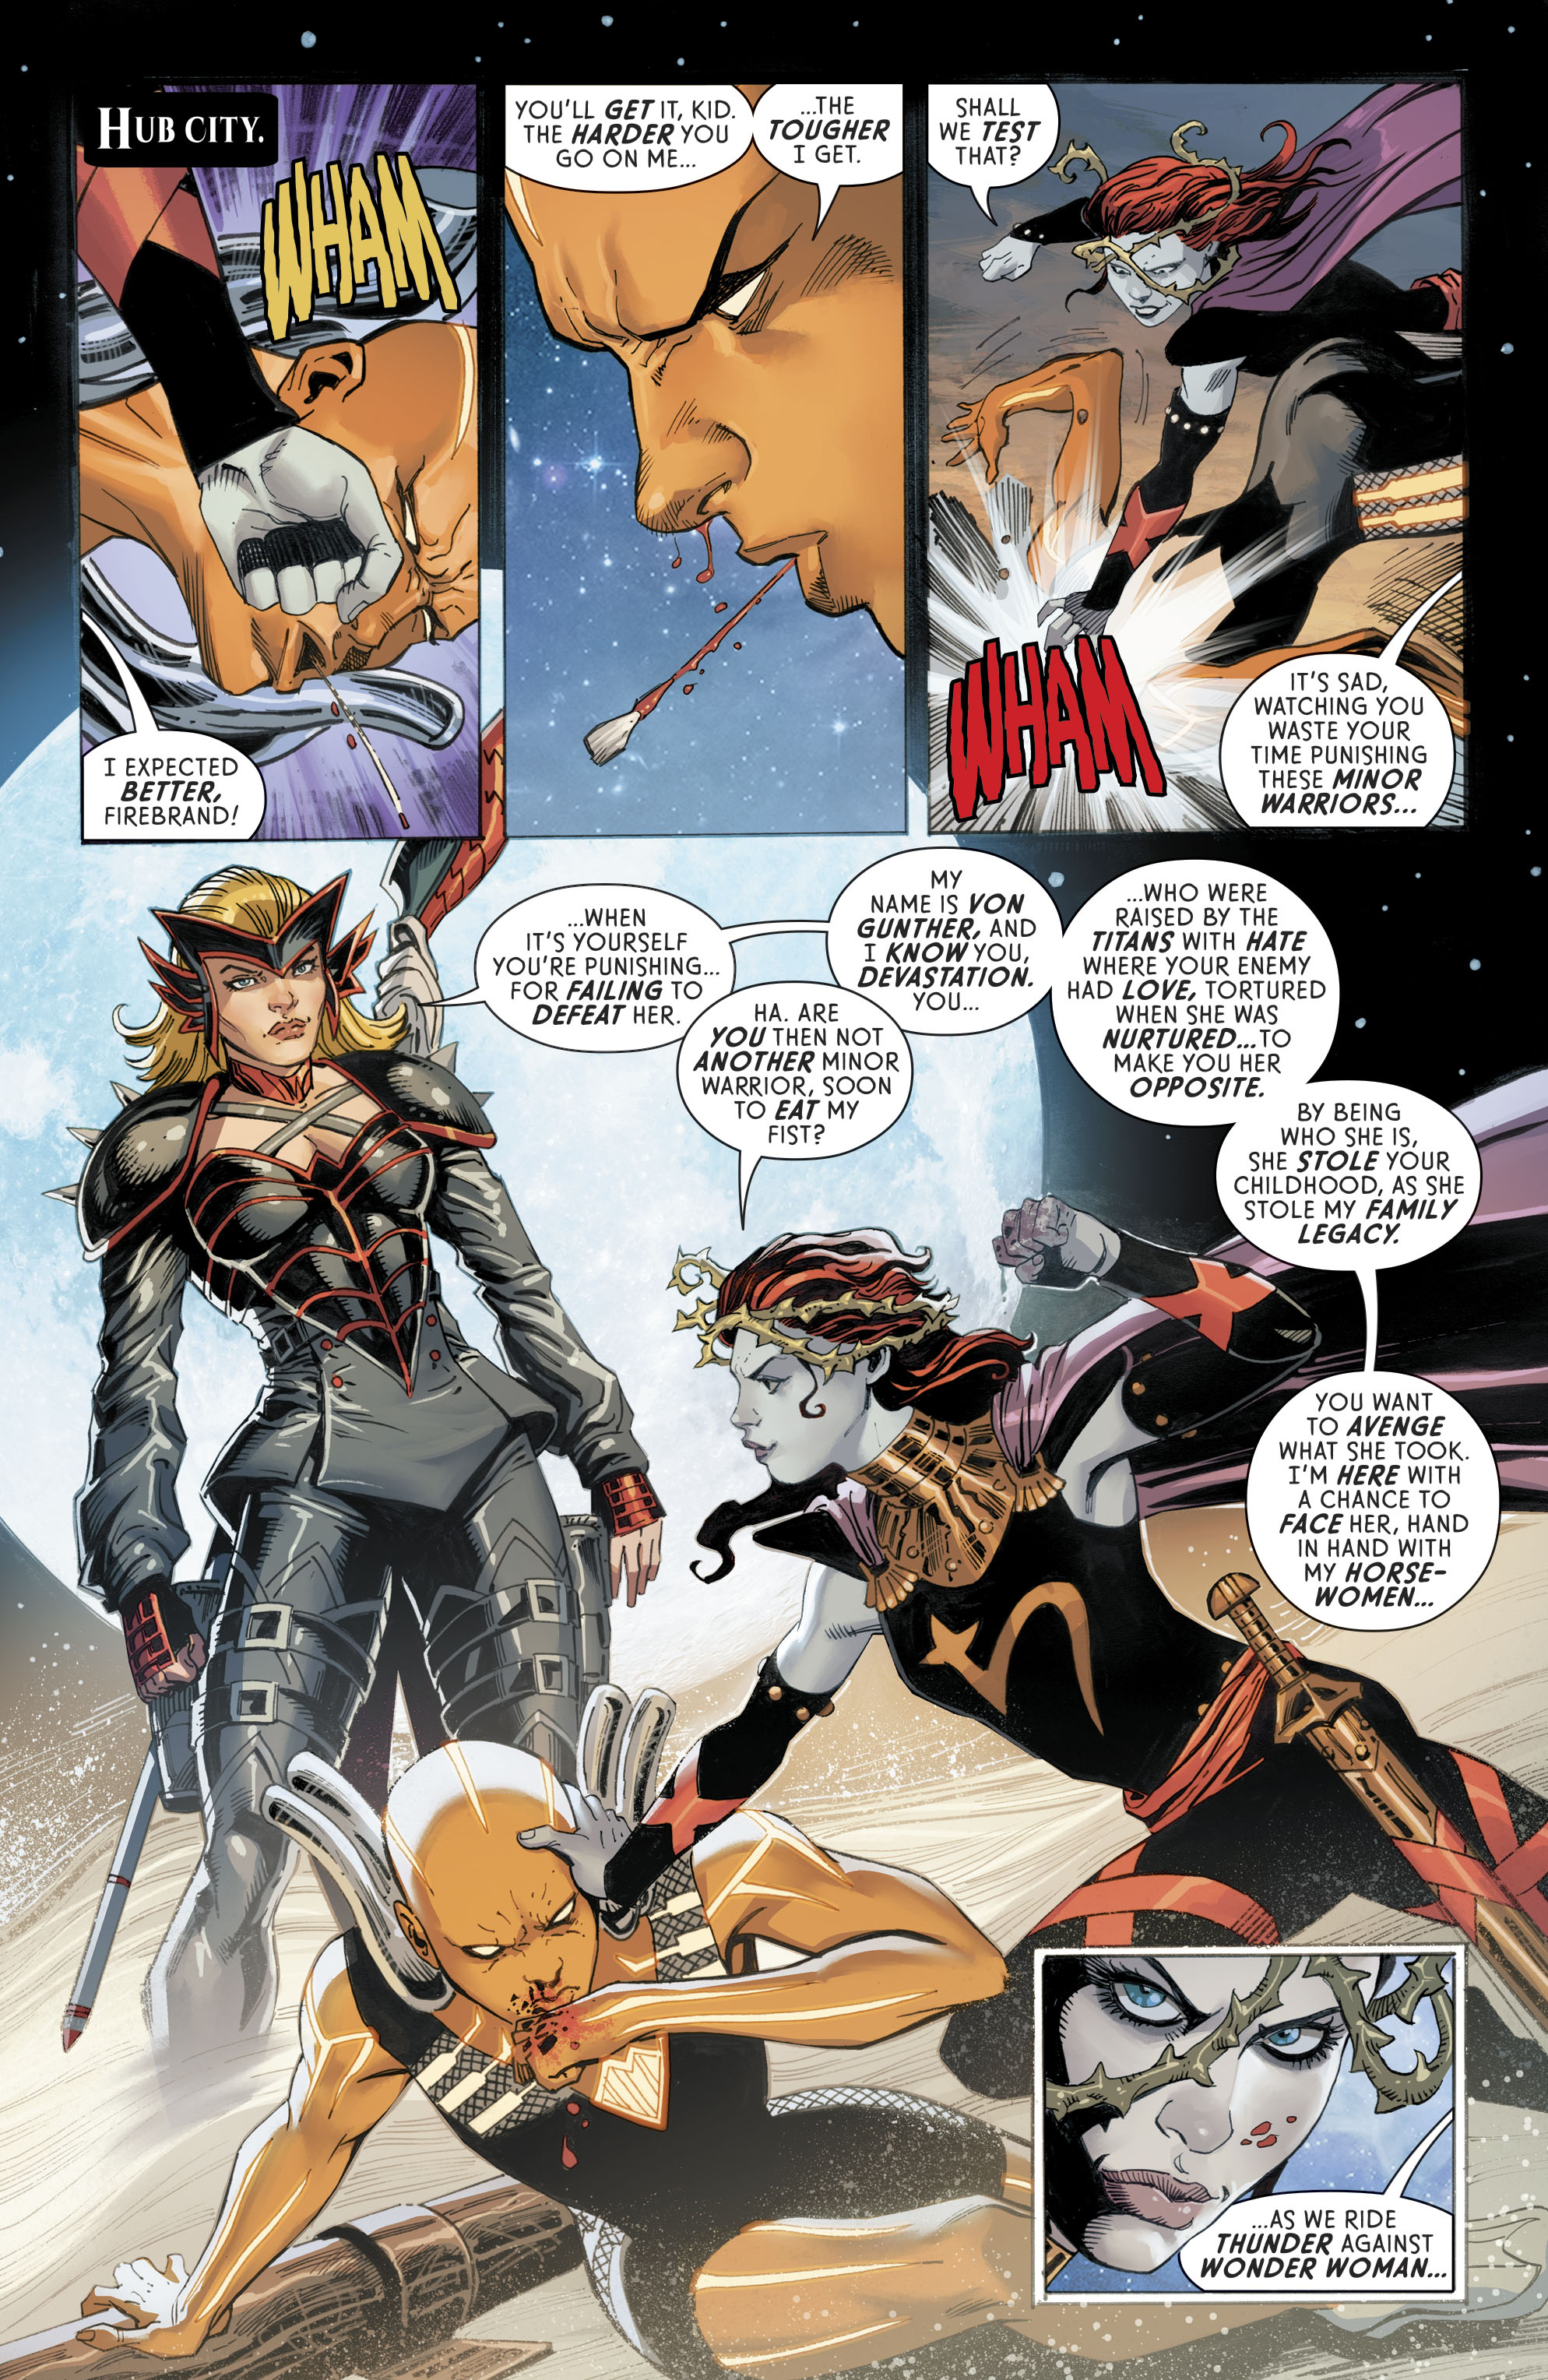 HUB CITY.
WHAM
I EXPECTED
BETTER,
FIREBRAND!
YOU'LL GET IT, KID.
THE HARDER YOU
GO ON ME...
...THE
TOUGHER
I GET.
SHALL
WE TEST
THAT?
WHAM
IT'S SAD,
WATCHING YOU
WASTE YOUR
TIME PUNISHING
THESE MINOR
WARRIORS...
...WHEN
IT'S YOURSELF
YOU'RE PUNISHING...
FOR FAILING TO
DEFEAT HER.
HA. ARE
YOU THEN NOT
ANOTHER MINOR
WARRIOR, SOON
TO EAT MY
FIST?
MY
NAME IS VON
GUNTHER, AND
I KNOW YOU,
DEVASTATION.
YOU...
...WHO WERE
RAISED BY THE
TITANS WITH HATE
WHERE YOUR ENEMY
HAD LOVE, TORTURED
WHEN SHE WAS
NURTURED...TO
MAKE YOU HER
OPPOSITE.
BY BEING
WHO SHE IS,
SHE STOLE YOUR
CHILDHOOD, AS SHE
STOLE MY FAMILY
LEGACY.
YOU WANT
TO AVENGE
WHAT SHE TOOK.
I'M HERE WITH
A CHANCE TO
FACE HER, HAND
IN HAND WITH
MY HORSE-
WOMEN...
...AS WE RIDE
THUNDER AGAINST
WONDER WOMAN...